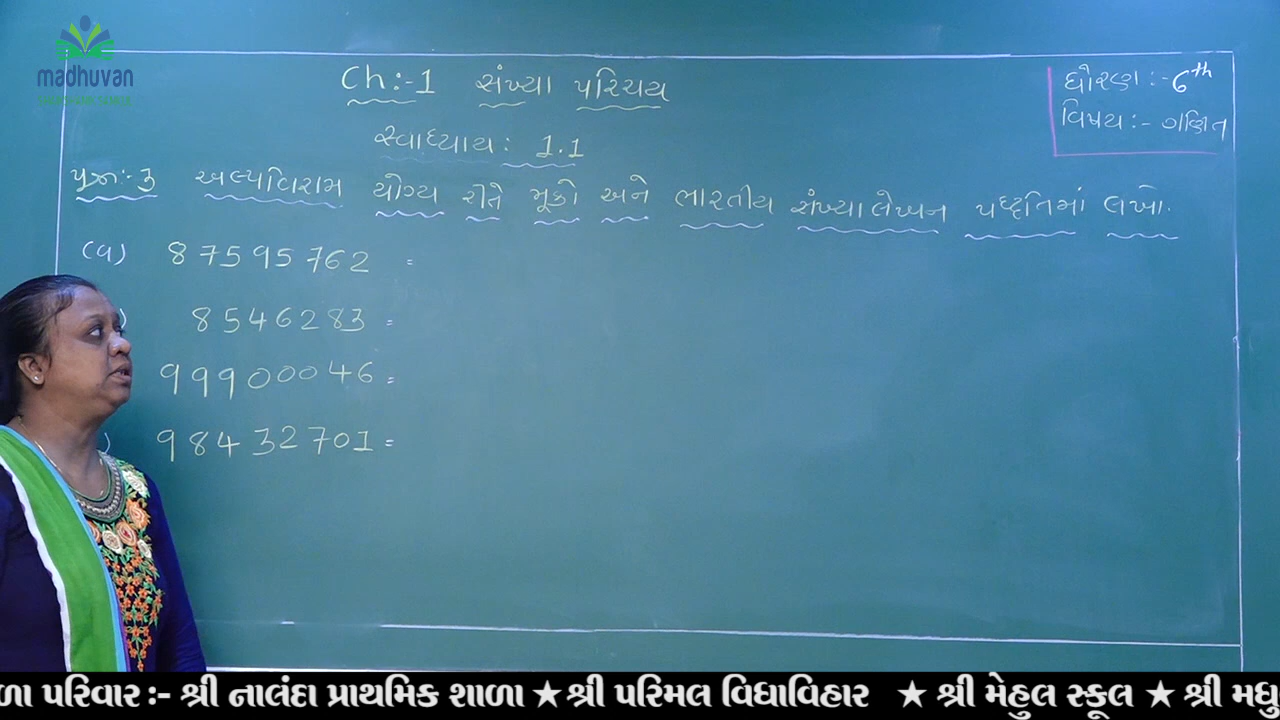 madhuvan
Ch:-1 સંખ્યા પરિચય
ધોરણ :- 6th
વિષય :- ગણિત
સ્વાધ્યાય : 1.1
પ્રશ્ન:-3 અલ્પવિરામ યોગ્ય રીતે મૂકો અને ભારતીય સંખ્યાલેખન પધ્ધતિમાં લખો.
(a) 87595762 =
8546283 =
99900046 =
) 98432701 =
ળા પરિવાર :- શ્રી નાલંદા પ્રાથમિક શાળા ★ શ્રી પરિમલ વિદ્યાવિહાર ★ શ્રી મેહુલ સ્કૂલ ★ શ્રી મધુ